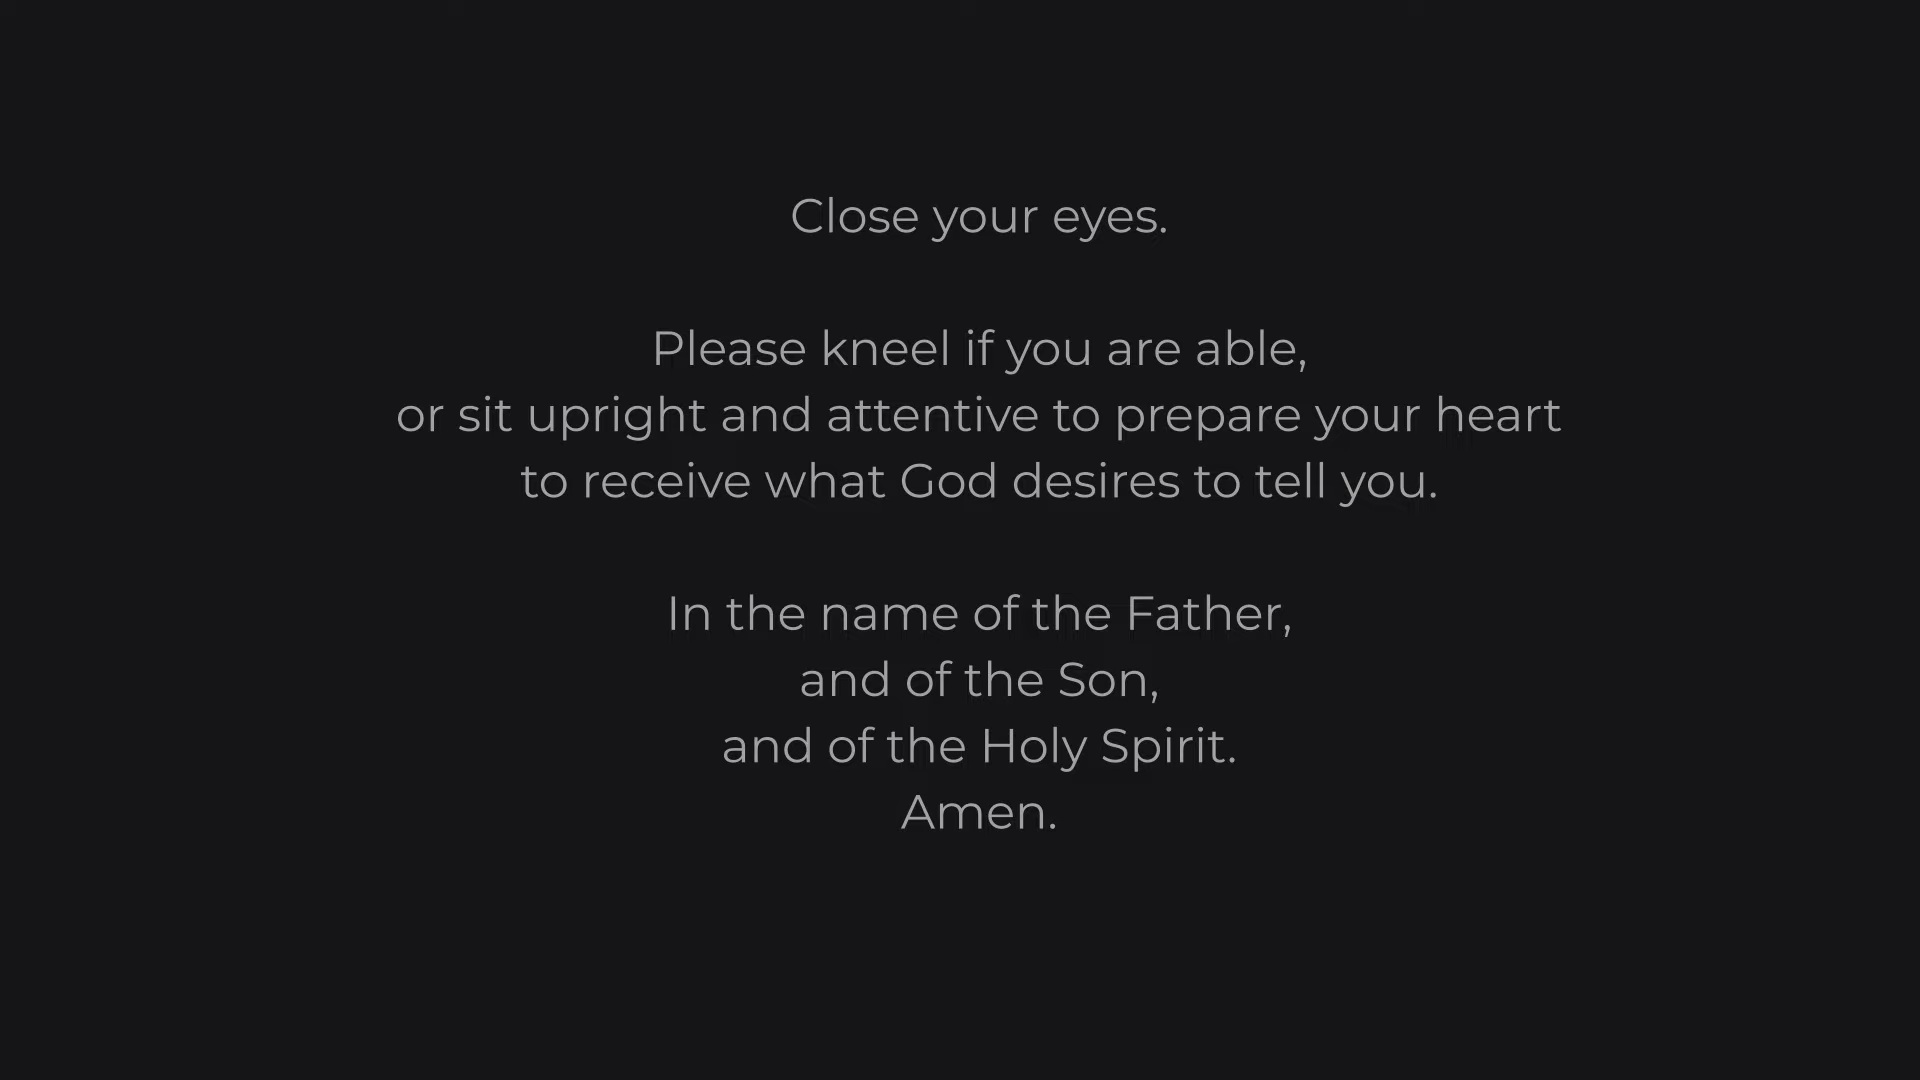 Close your eyes.
Please kneel if you are able,
or sit upright and attentive to prepare your heart
to receive what God desires to tell you.
In the name of the Father,
and of the Son,
and of the Holy Spirit.
Amen.